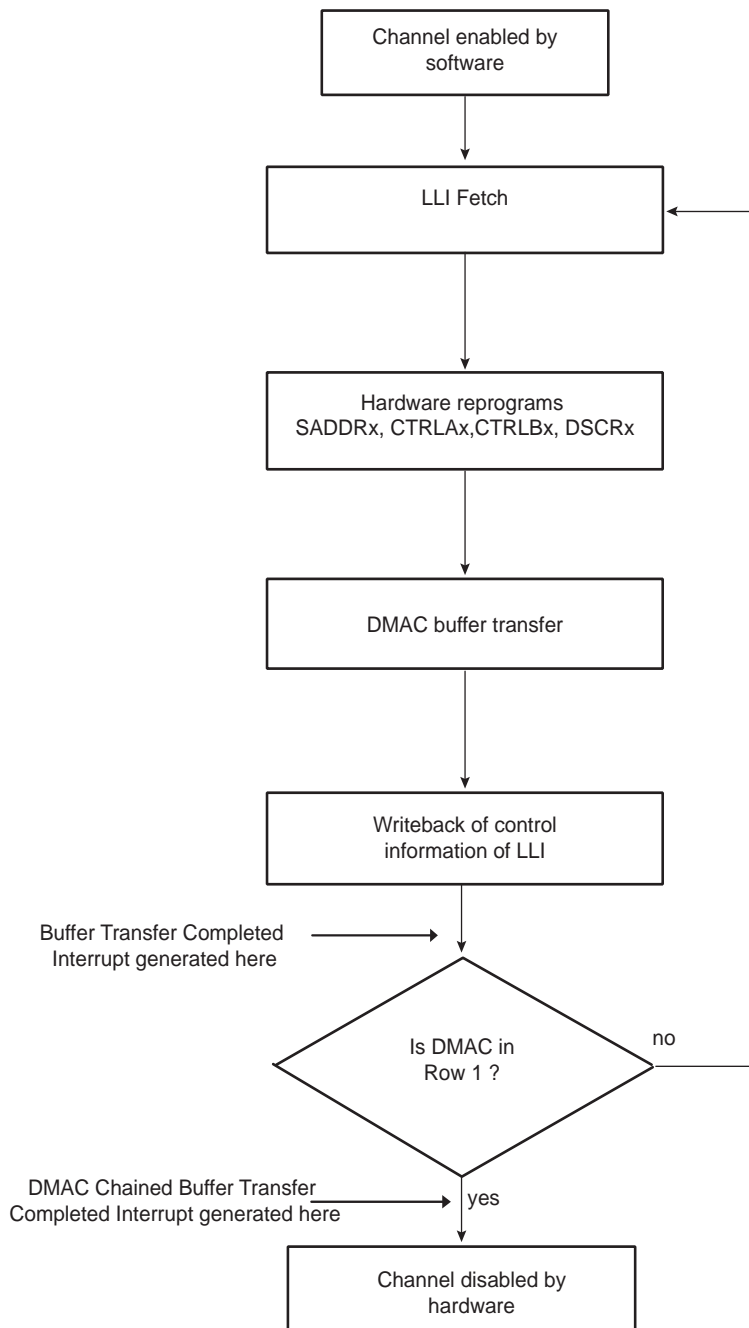 Channel enabled by
software
LLI Fetch
Hardware reprograms
SADDRx, CTRLAx,CTRLBx, DSCRx
DMAC buffer transfer
Writeback of control
information of LLI
Buffer Transfer Completed
Interrupt generated here
Is DMAC in
Row 1 ?
no
DMAC Chained Buffer Transfer
Completed Interrupt generated here
yes
Channel disabled by
hardware